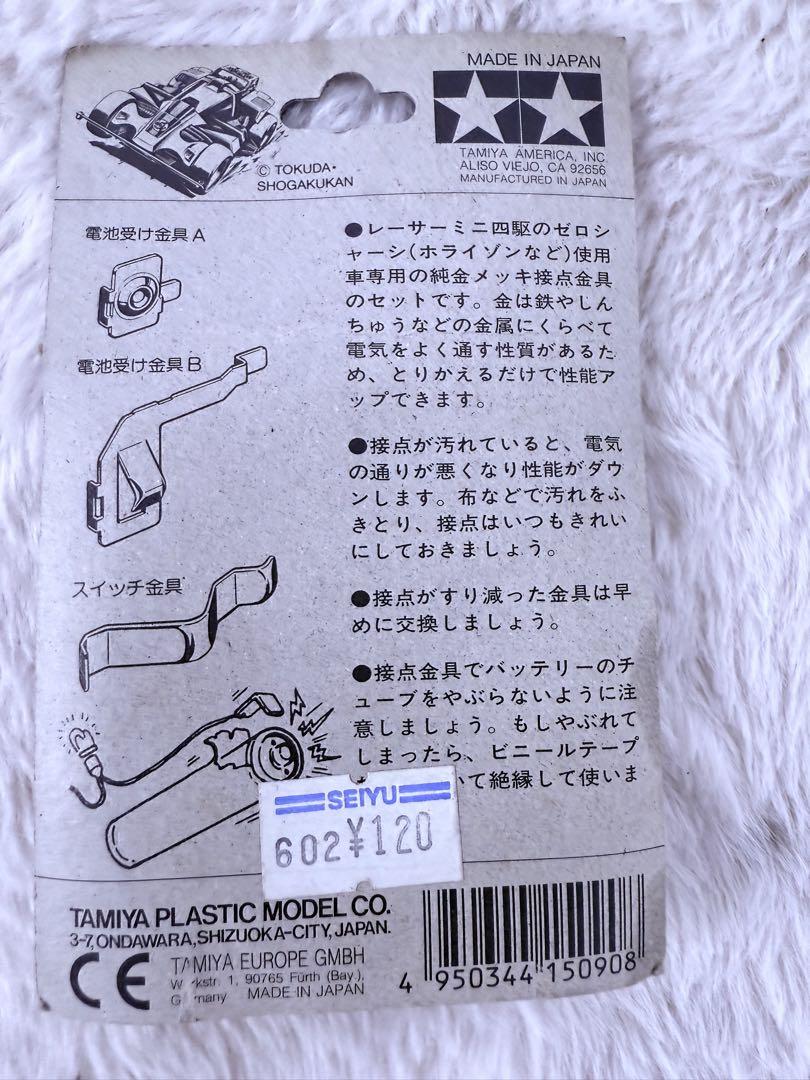 MADE IN JAPAN
TAMIYA AMERICA, INC
ALISO VIEJO, CA 92656
MANUFACTURED IN JAPAN
© TOKUDA・
SHOGAKUKAN
電池受け金具A
電池受け金具B
スイッチ金具
●レーサーミニ四駆のゼロシ
ャーシ(ホライゾンなど)使用
車専用の純金メッキ接点金具
のセットです。金は鉄やしん
ちゅうなどの金属にくらべて
電気をよく通す性質があるた
め、とりかえるだけで性能ア
ップできます。
●接点が汚れていると、電気
の通りが悪くなり性能がダウ
ンします。布などで汚れをふ
きとり、接点はいつもきれい
にしておきましょう。
●接点がすり減った金具は早
めに交換しましょう。
●接点金具でバッテリーのチ
ューブをやぶらないように注
意しましょう。もしやぶれて
しまったら、ビニールテープ
いて絶縁して使いま
SEIYU
602 ¥120
TAMIYA PLASTIC MODEL CO.
3-7, ONDAWARA, SHIZUOKA-CITY, JAPAN.
CE
TAMIYA EUROPE GMBH
1, 90765 Fürth (Bay.),
MADE IN JAPAN
4 950344 150908